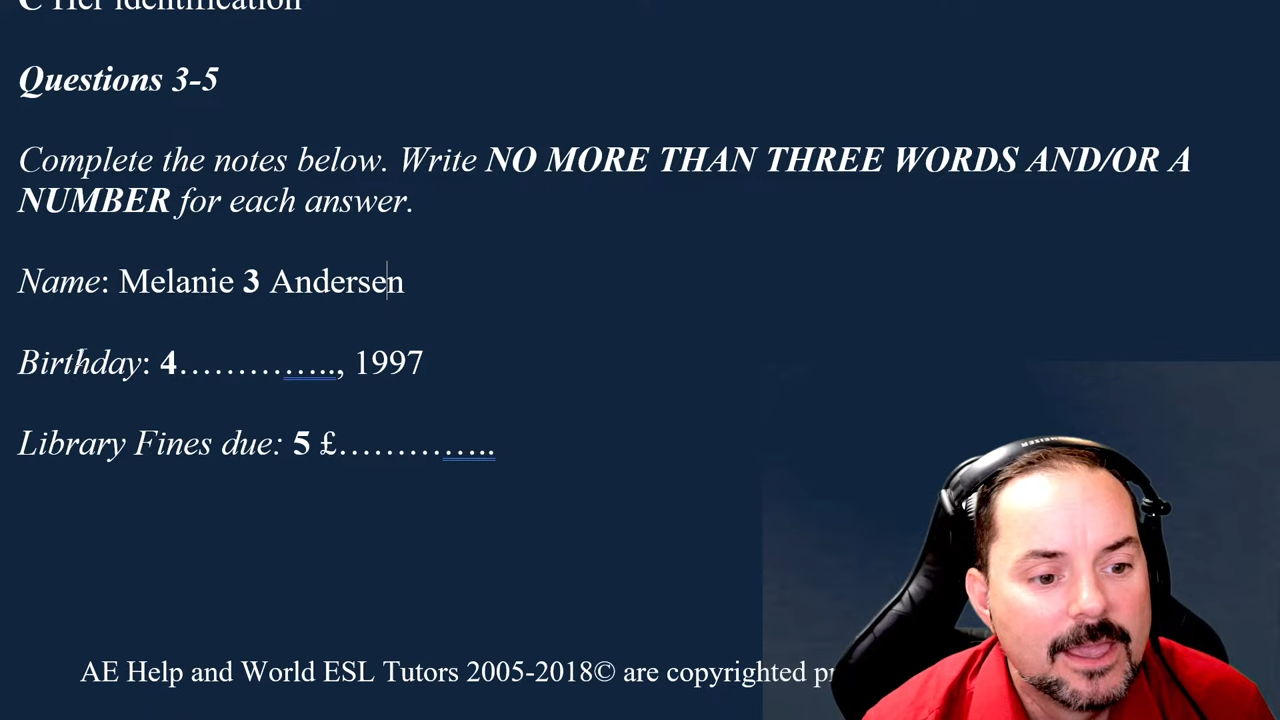 C Her Identification
Questions 3-5
Complete the notes below. Write NO MORE THAN THREE WORDS AND/OR A
NUMBER for each answer.
Name: Melanie 3 Andersen
Birthday: 4…………..., 1997
Library Fines due: 5 £…………..
AE Help and World ESL Tutors 2005-2018© are copyrighted